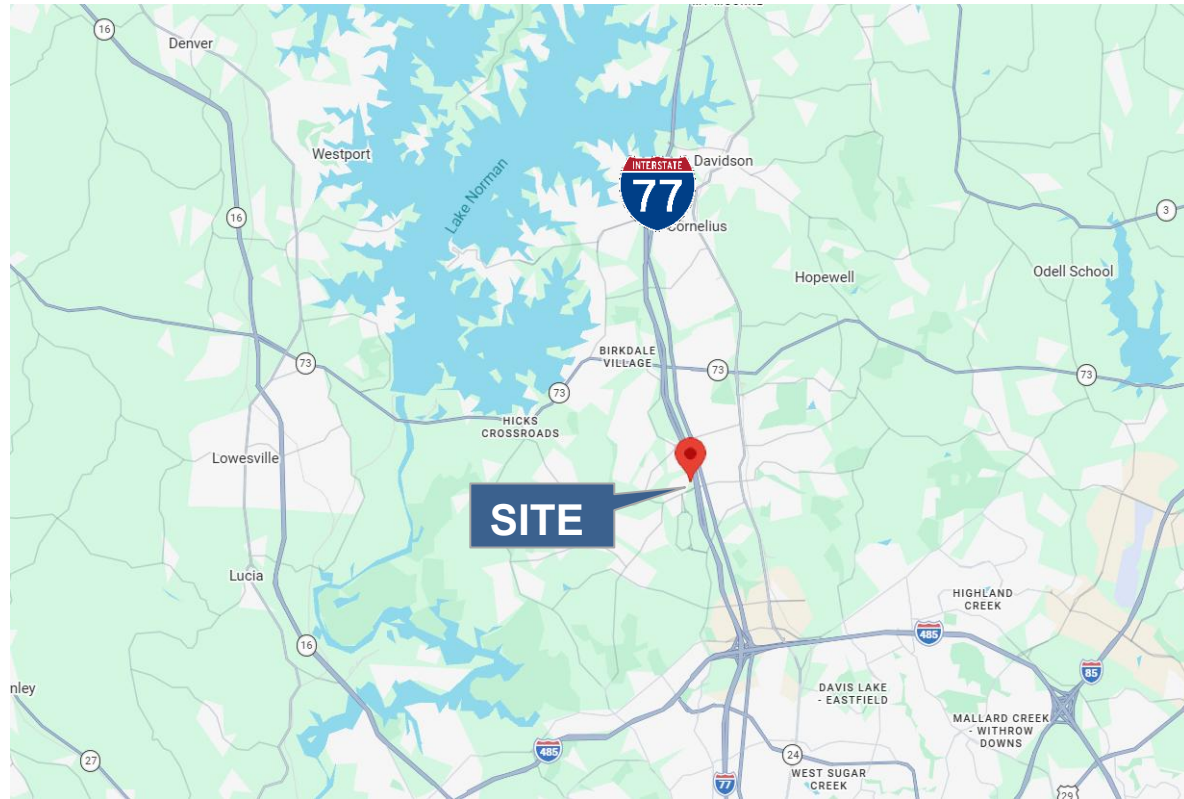 16
Denver
Westport
Lake Norman
INTERSTATE
77
Davidson
Cornelius
3
16
Hopewell
Odell School
BIRKDALE
VILLAGE
73
73
73
73
HICKS
CROSSROADS
Lowesville
SITE
Lucia
HIGHLAND
CREEK
485
16
85
nley
DAVIS LAKE
- EASTFIELD
MALLARD CREEK
- WITHROW
DOWNS
485
27
24
77
WEST SUGAR
CREEK
29